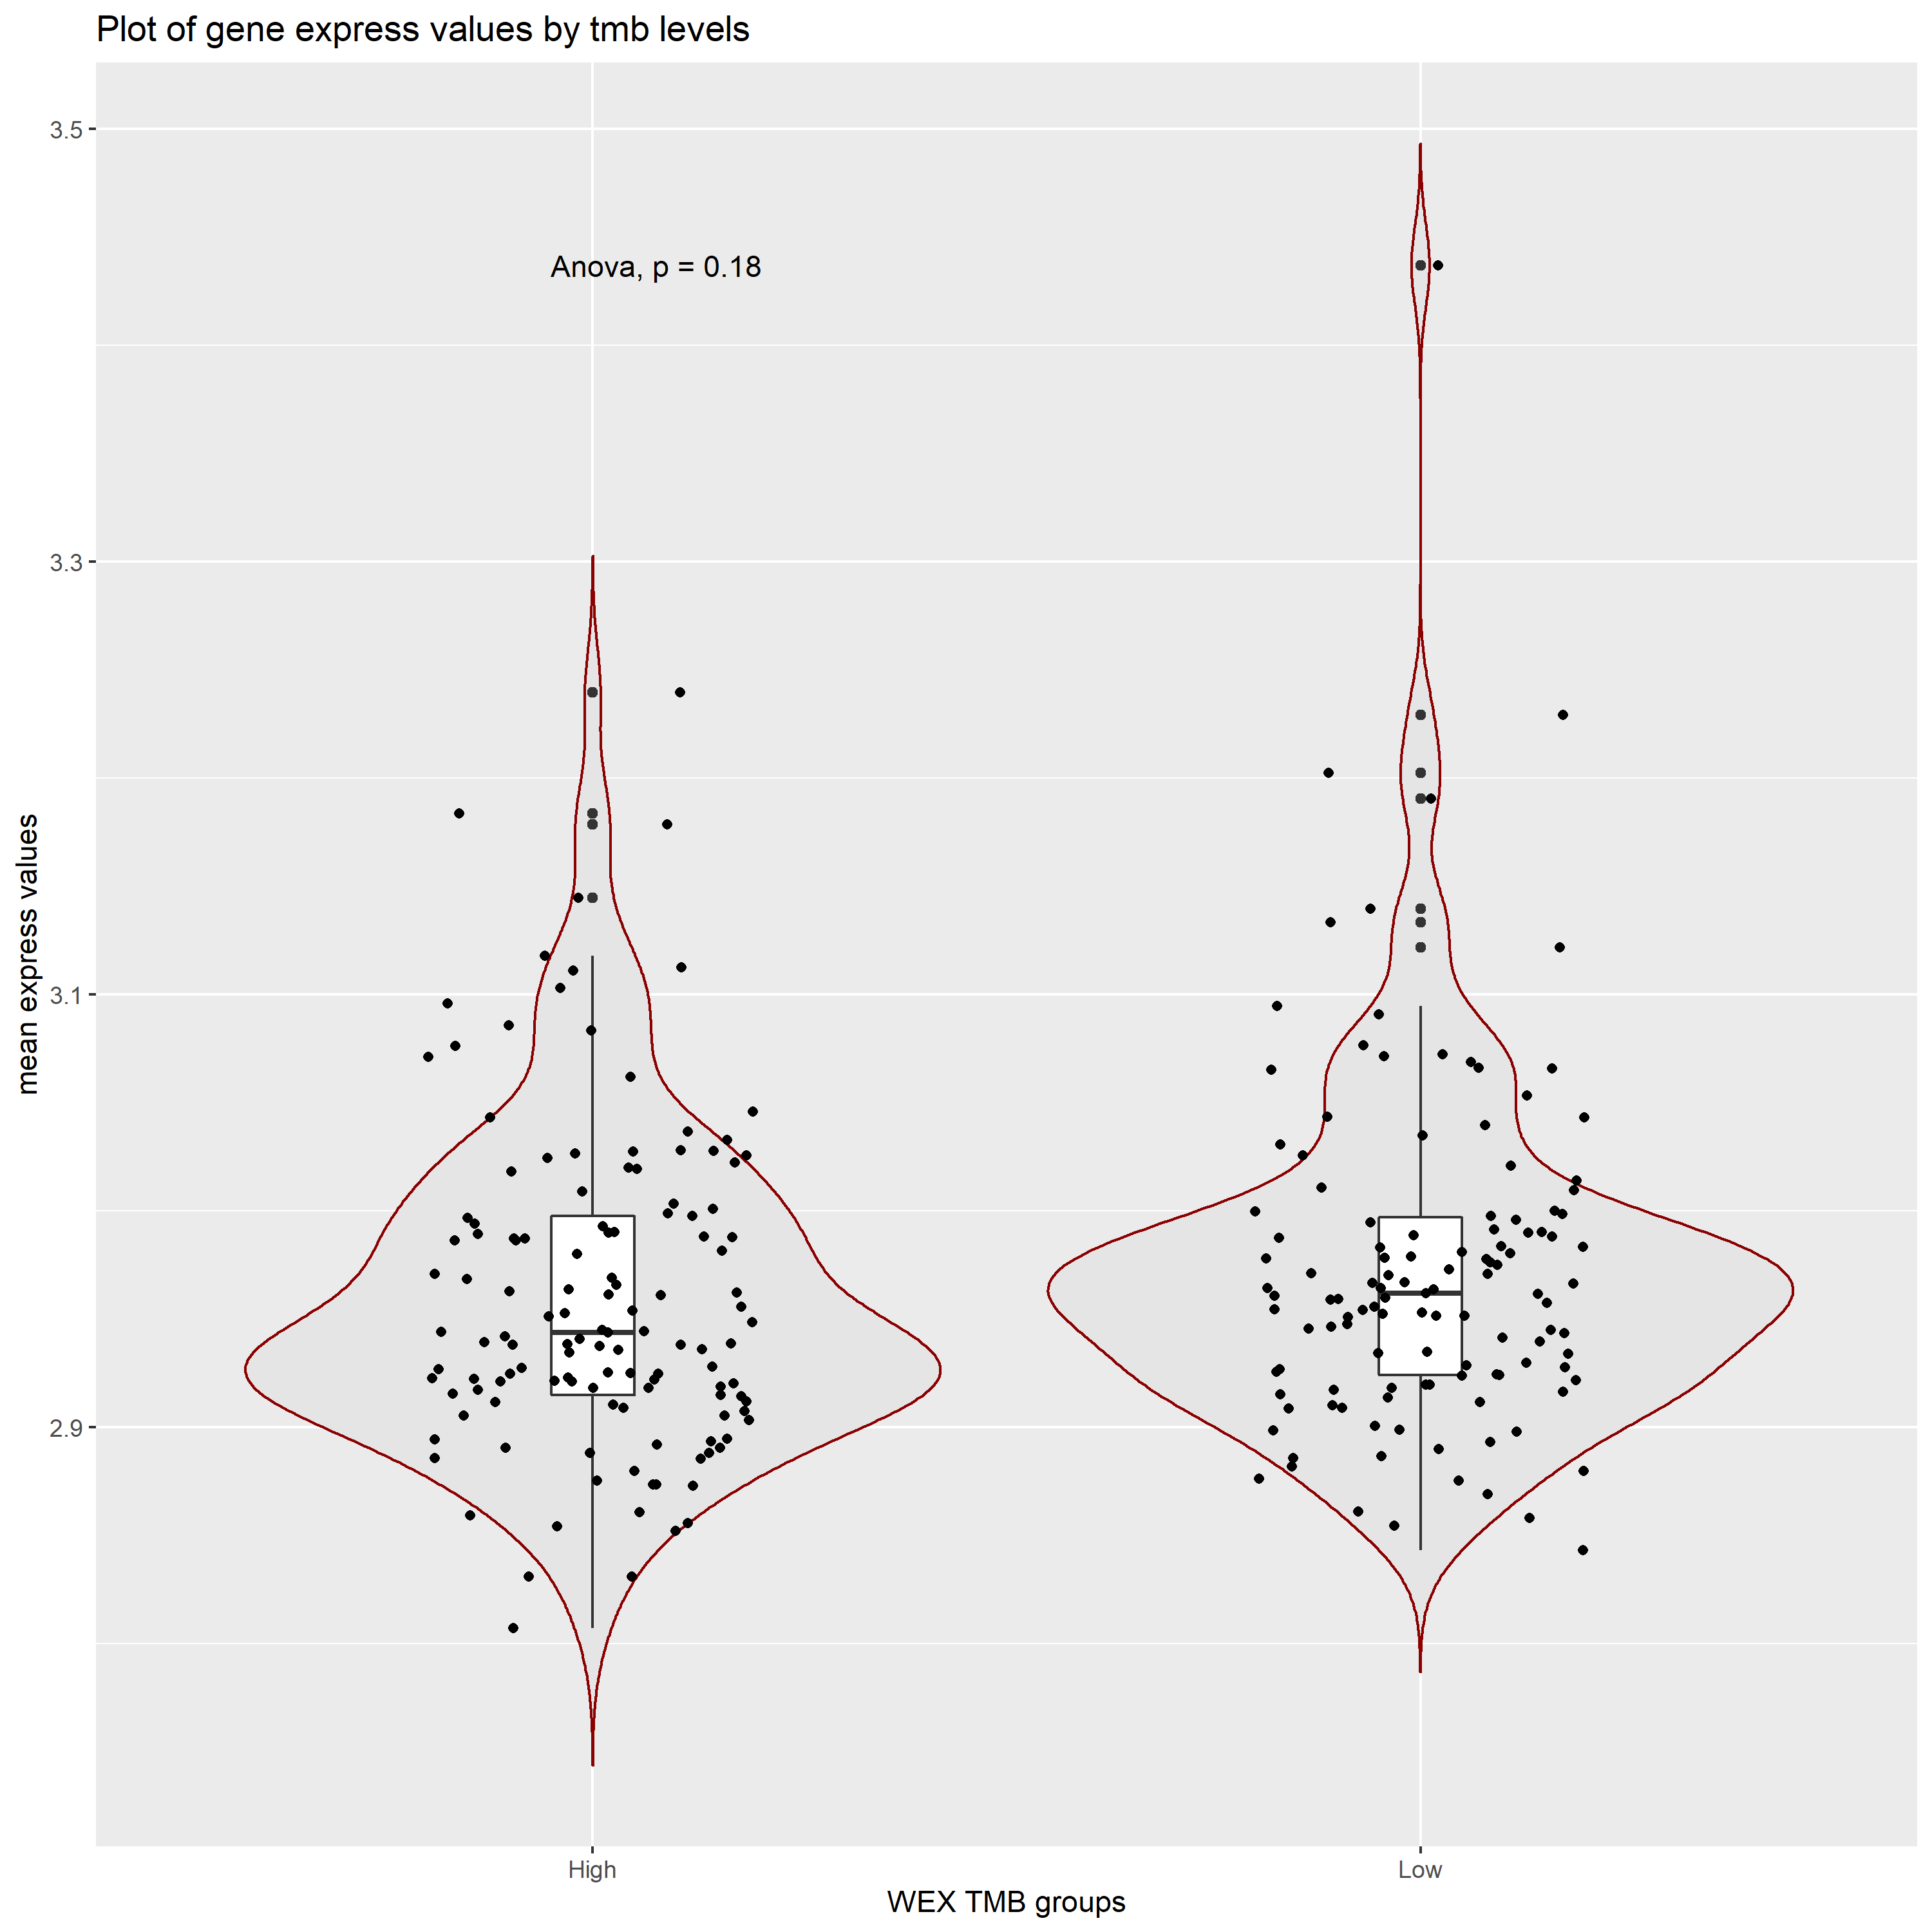 Plot of gene express values by tmb levels
3.5
Anova, p = 0.18
3.3
mean express values
3.1
2.9
High
Low
WEX TMB groups